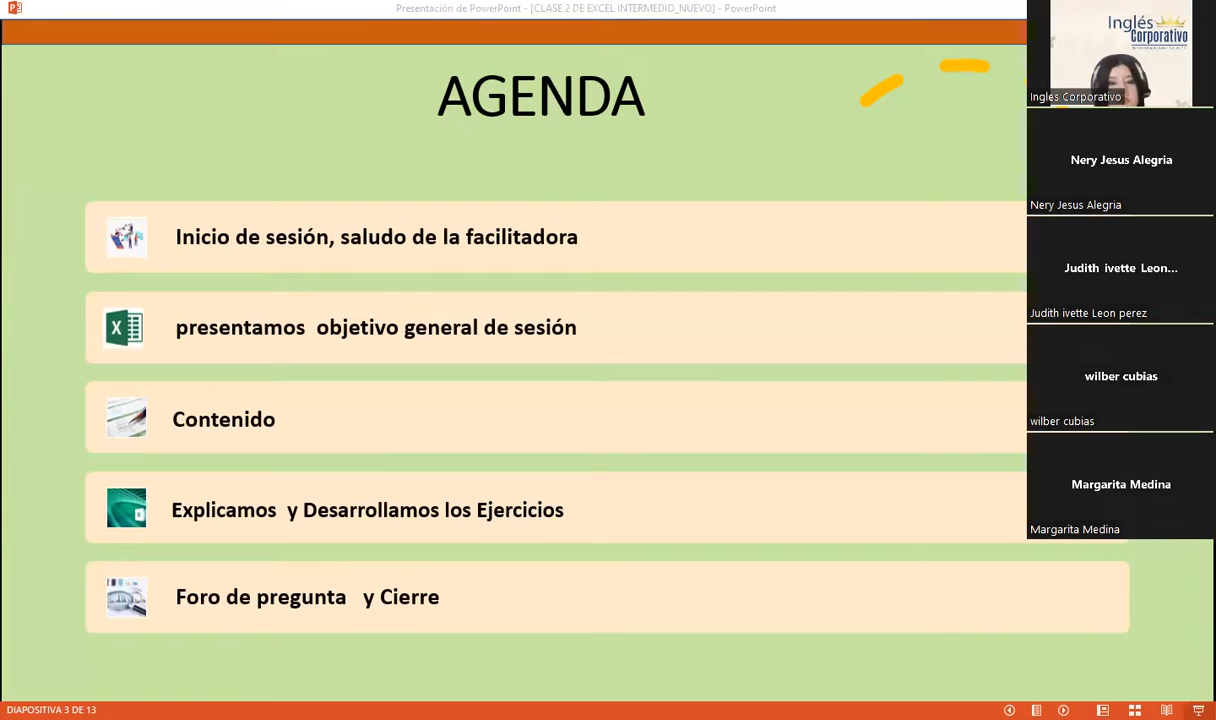 Presentación de PowerPoint - [CLASE 2 DE EXCEL INTERMEDIO_NUEVO] - PowerPoint
AGENDA
Inicio de sesión, saludo de la facilitadora
presentamos objetivo general de sesión
Contenido
Explicamos y Desarrollamos los Ejercicios
Foro de pregunta y Cierre
Inglés
Corporativo
Ingles Corporativo
Nery Jesus Alegria
Nery Jesus Alegria
Judith ivette Leon...
Judith ivette Leon perez
wilber cubias
wilber cubias
Margarita Medina
Margarita Medina
DIAPOSITIVA 3 DE 13